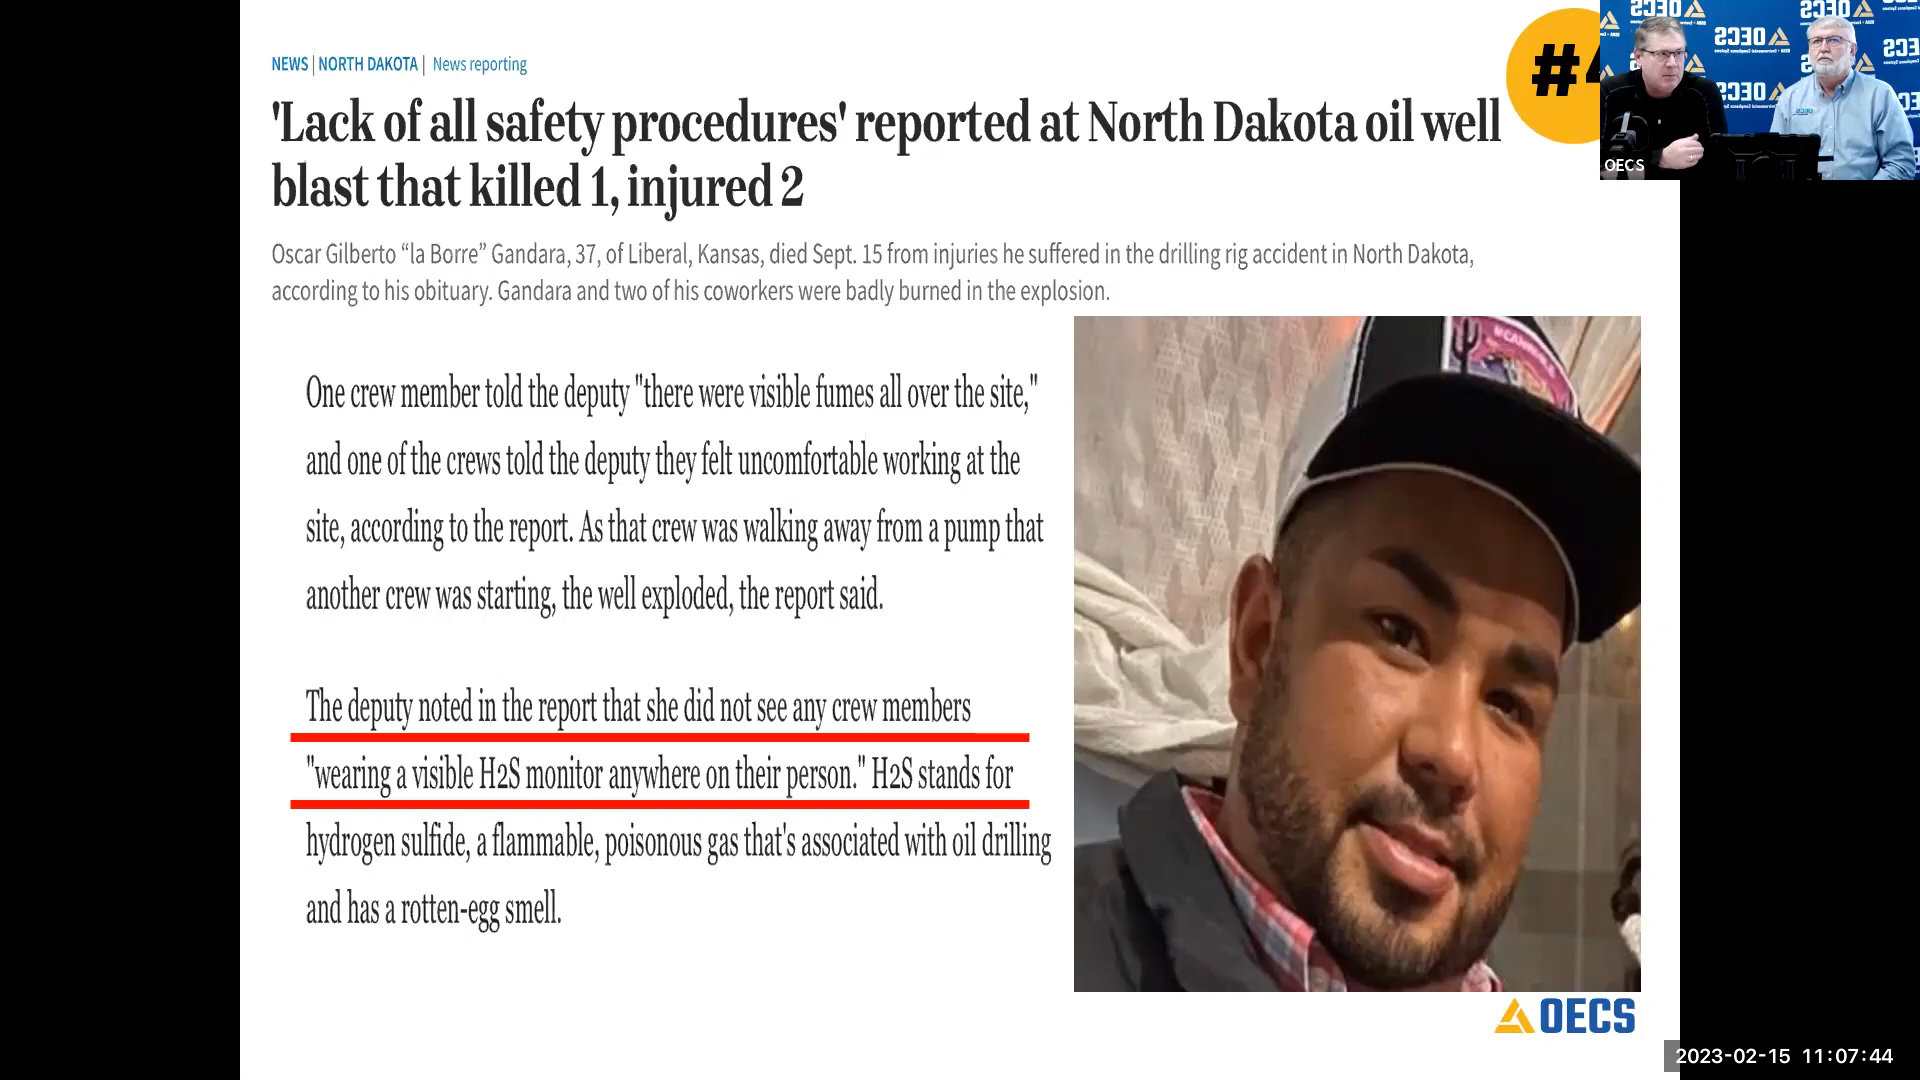 NEWS | NORTH DAKOTA | News reporting
#4
'Lack of all safety procedures' reported at North Dakota oil well
blast that killed 1, injured 2
Oscar Gilberto “la Borre” Gandara, 37, of Liberal, Kansas, died Sept. 15 from injuries he suffered in the drilling rig accident in North Dakota,
according to his obituary. Gandara and two of his coworkers were badly burned in the explosion.
One crew member told the deputy "there were visible fumes all over the site,"
and one of the crews told the deputy they felt uncomfortable working at the
site, according to the report. As that crew was walking away from a pump that
another crew was starting, the well exploded, the report said.
The deputy noted in the report that she did not see any crew members
"wearing a visible H2S monitor anywhere on their person." H2S stands for
hydrogen sulfide, a flammable, poisonous gas that's associated with oil drilling
and has a rotten-egg smell.
OECS
OECS
OECS
OECS
OECS
OECS
OECS
OECS
2023-02-15 11:07:44